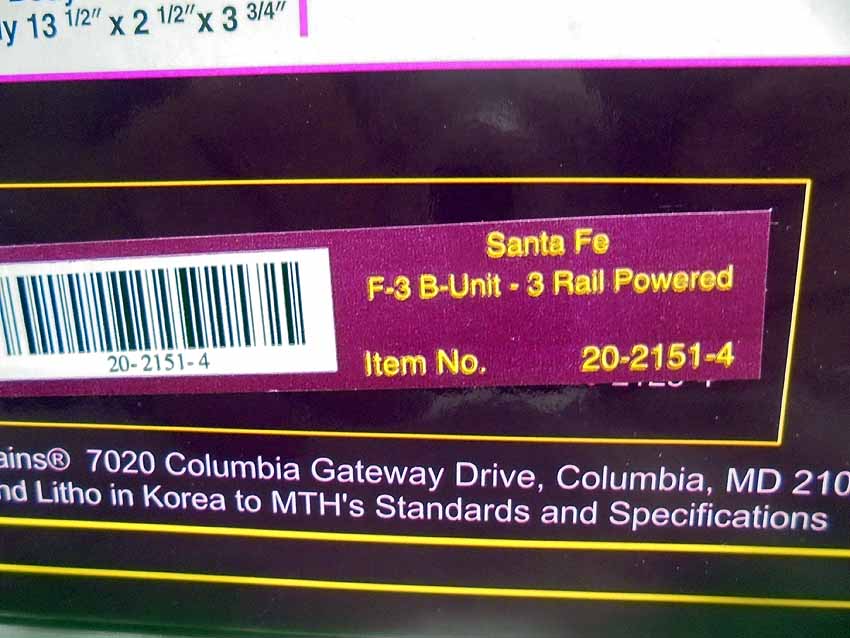 ly 13 1/2" x 2 1/2" x 3 3/4"
Santa Fe
F-3 B-Unit - 3 Rail Powered
20-2151-4
Item No. 20-2151-4
ains® 7020 Columbia Gateway Drive, Columbia, MD 210
nd Litho in Korea to MTH's Standards and Specifications